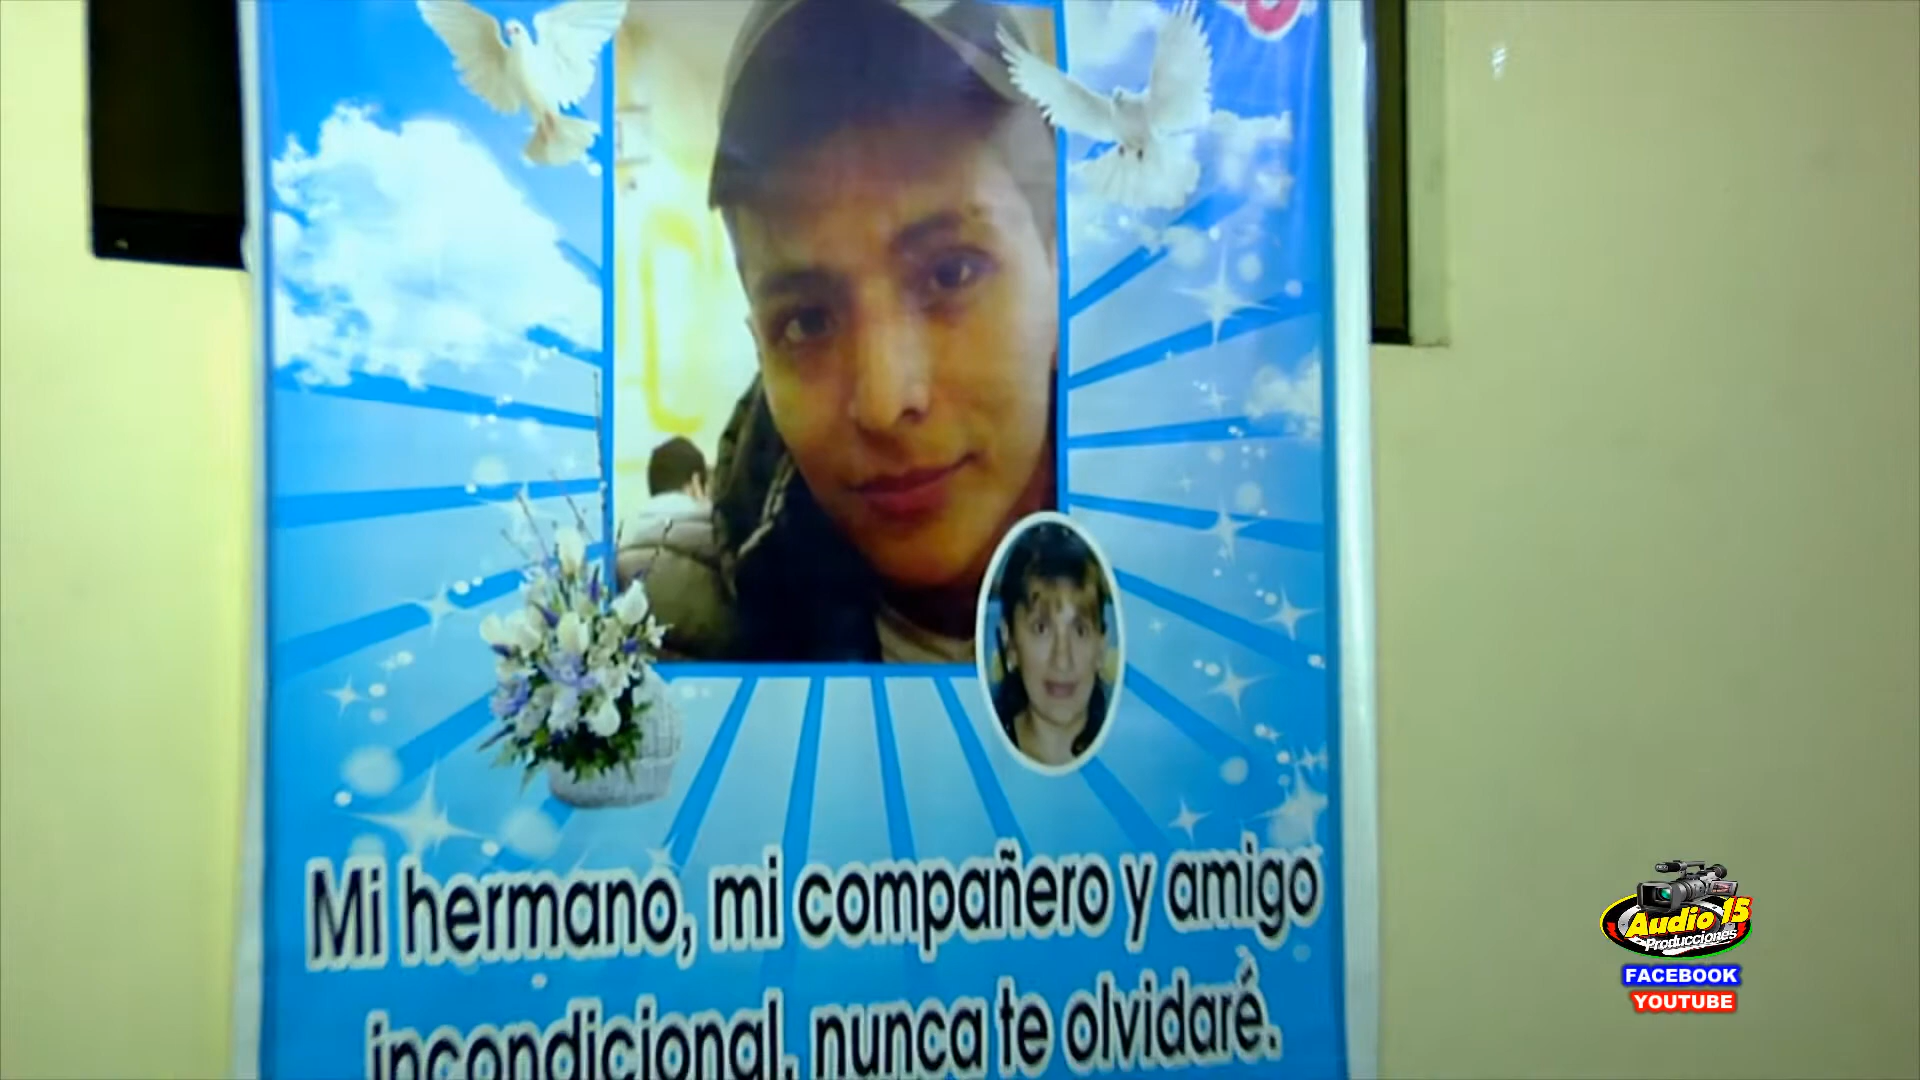 Mi hermano, mi compañero y amigo
incondicional, nunca te olvidaré.
Audio 15
Producciones
FACEBOOK
YOUTUBE